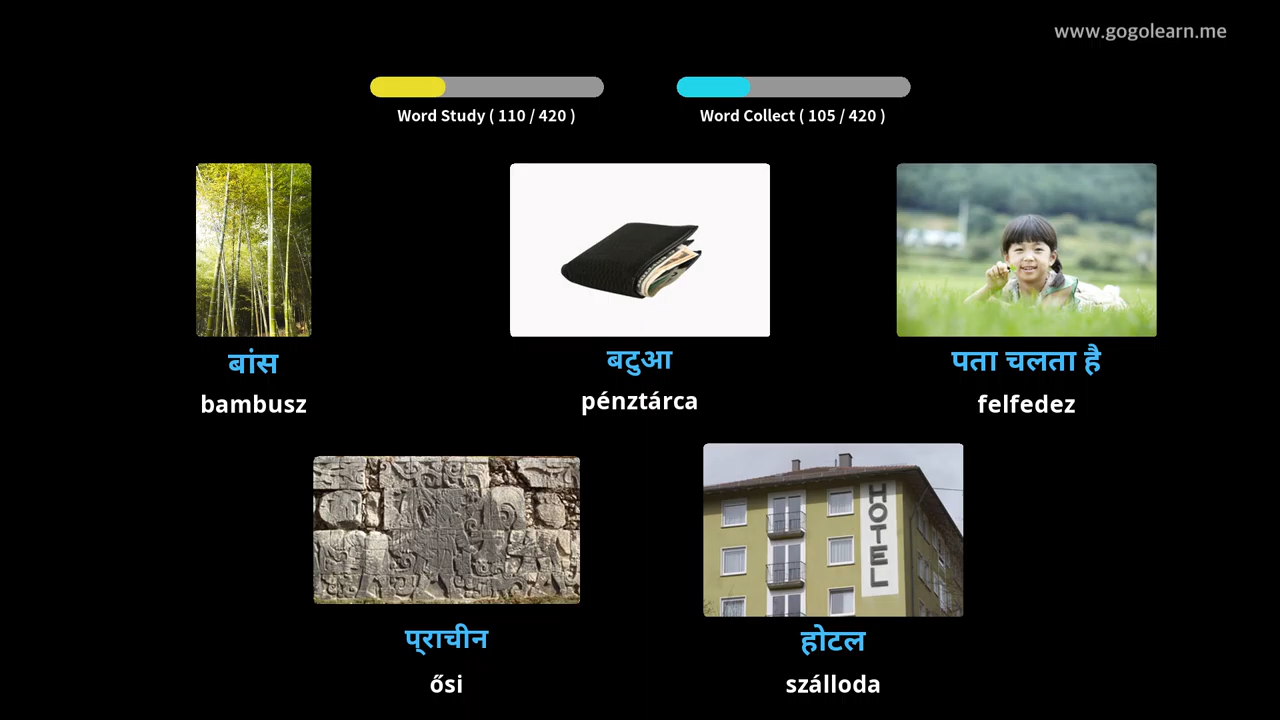 www.gogolearn.me
Word Study ( 110 / 420 )
Word Collect ( 105 / 420 )
बांस
बटुआ
पता चलता है
bambusz
pénztárca
felfedez
HOTEL
प्राचीन
होटल
ősi
szálloda